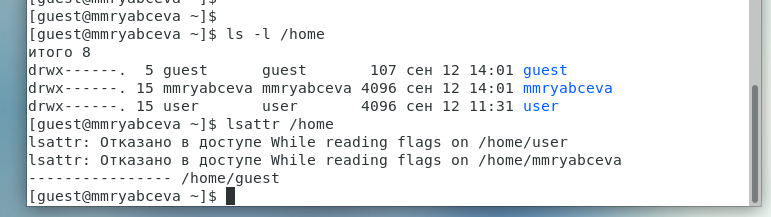 [guest@mmryabceva ~]$
[guest@mmryabceva ~]$
[guest@mmryabceva ~]$ ls -l /home
итого 8
drwx------.  5 guest      guest       107 сен 12 14:01 guest
drwx------. 15 mmryabceva mmryabceva 4096 сен 12 14:01 mmryabceva
drwx------. 15 user       user       4096 сен 12 11:31 user
[guest@mmryabceva ~]$ lsattr /home
lsattr: Отказано в доступе While reading flags on /home/user
lsattr: Отказано в доступе While reading flags on /home/mmryabceva
---------------- /home/guest
[guest@mmryabceva ~]$